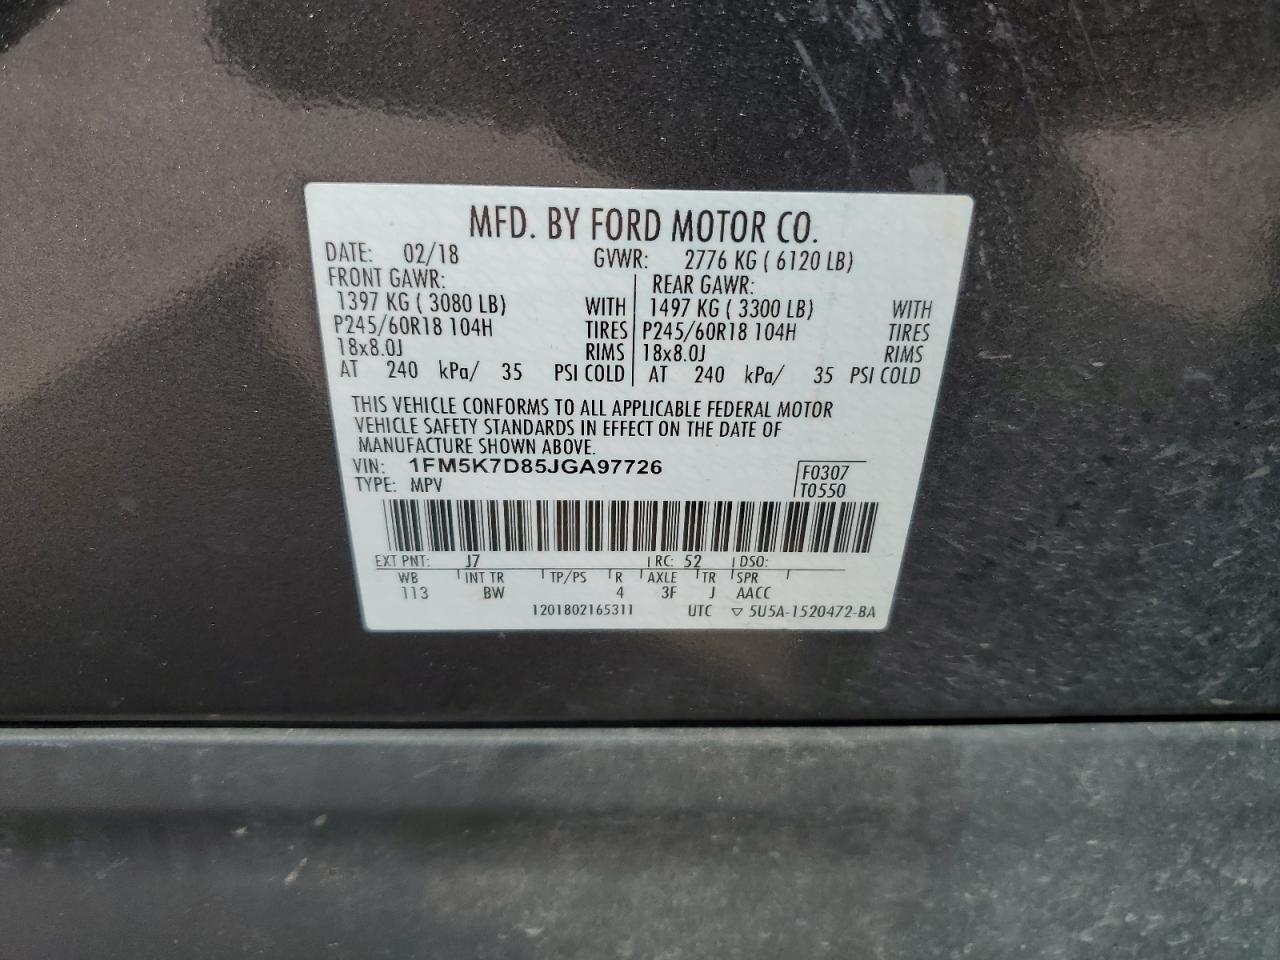 MFD. BY FORD MOTOR CO.
DATE: 02/18 GVWR: 2776 KG ( 6120 LB)
FRONT GAWR: REAR GAWR:
1397 KG ( 3080 LB) WITH 1497 KG ( 3300 LB) WITH
P245/60R18 104H TIRES P245/60R18 104H TIRES
18x8.0J RIMS 18x8.0J RIMS
AT 240 kPa/ 35 PSI COLD AT 240 kPa/ 35 PSI COLD
THIS VEHICLE CONFORMS TO ALL APPLICABLE FEDERAL MOTOR
VEHICLE SAFETY STANDARDS IN EFFECT ON THE DATE OF
MANUFACTURE SHOWN ABOVE.
VIN: 1FM5K7D85JGA97726 F0307
TYPE: MPV T0550
EXT PNT: J7 RC: 52 DSO:
WB INT TR TP/PS R AXLE TR SPR
113 BW 4 3F J AACC
1201802165311 UTC ▽ 5U5A-1520472-BA